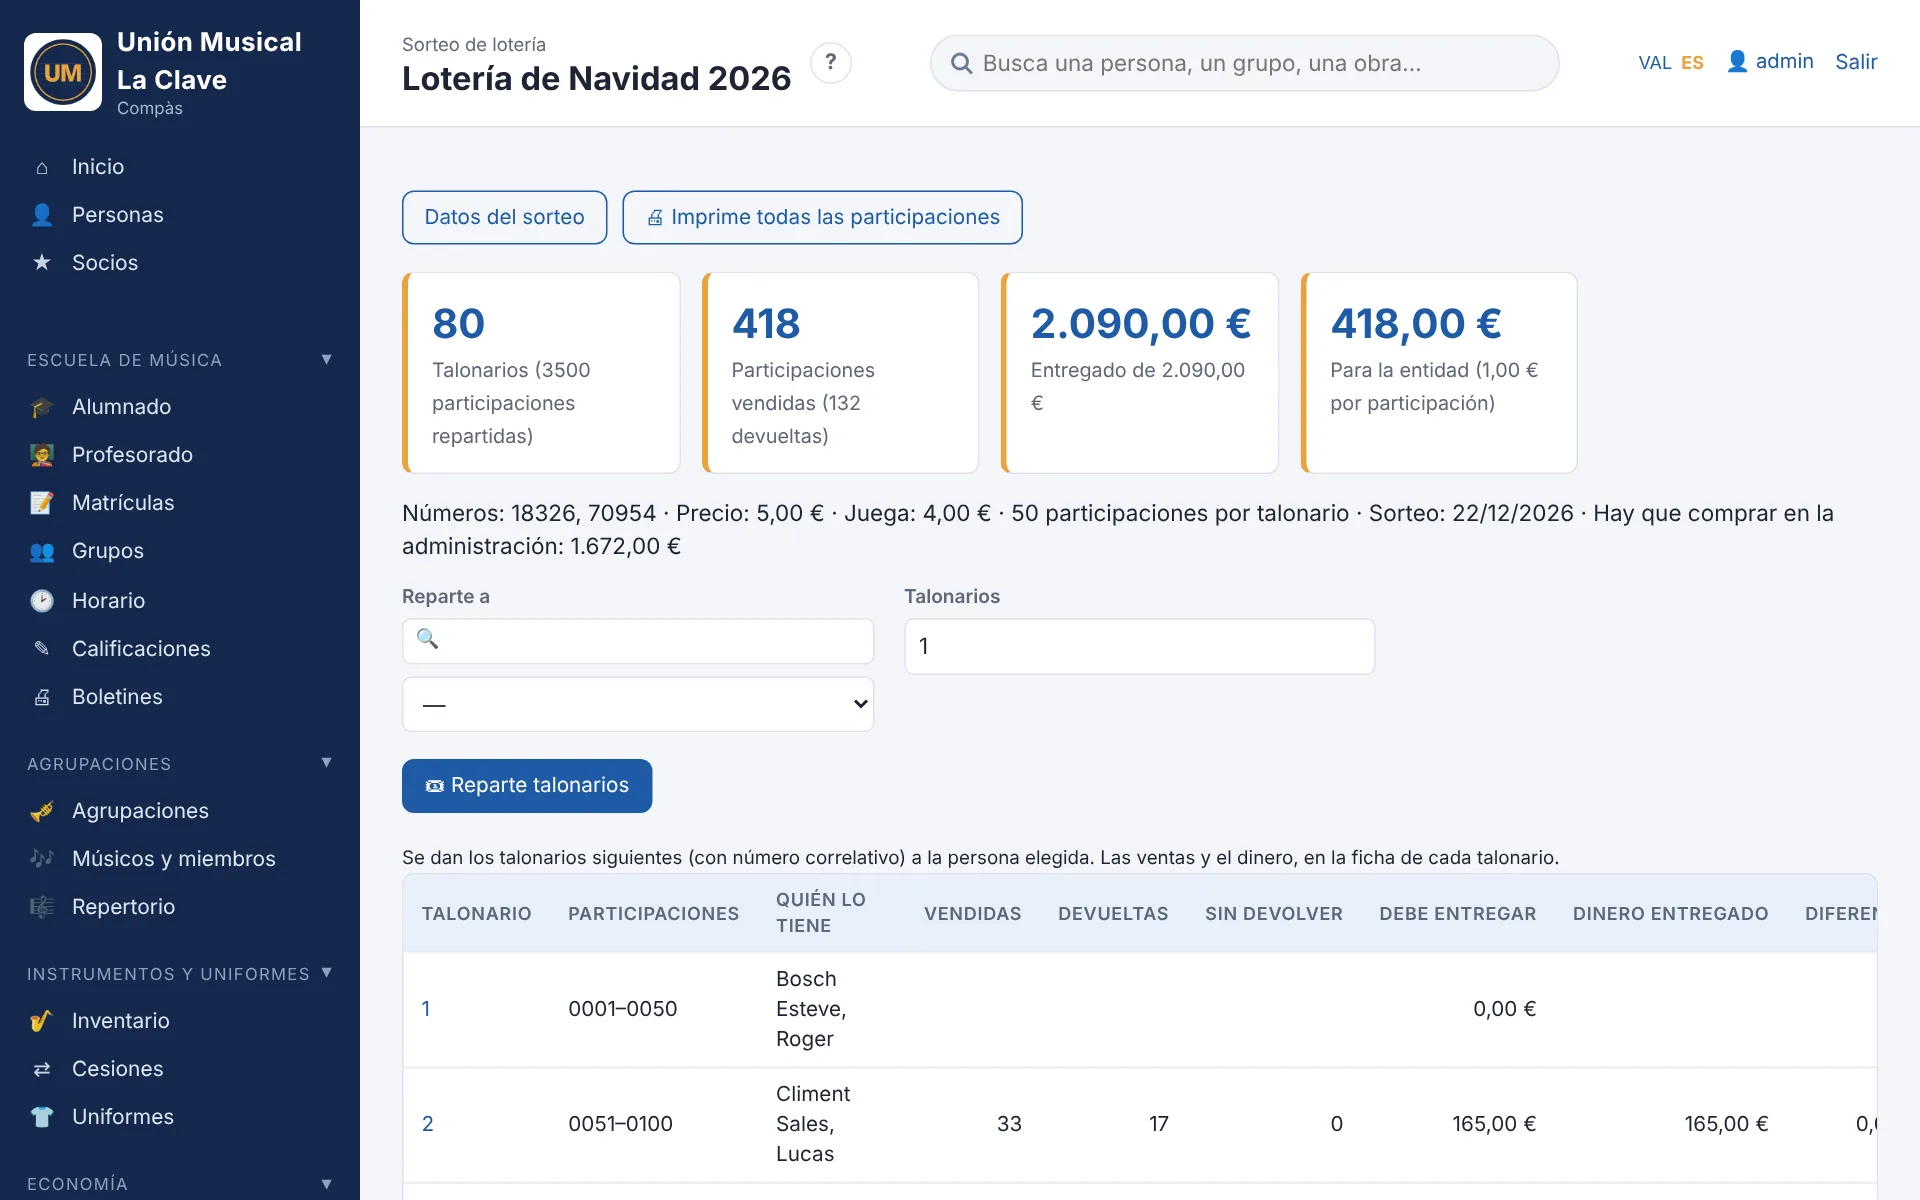 UM
Unión Musical
La Clave
Compàs
Inicio
Personas
Socios
ESCUELA DE MÚSICA
Alumnado
Profesorado
Matrículas
Grupos
Horario
Calificaciones
Boletines
AGRUPACIONES
Agrupaciones
Músicos y miembros
Repertorio
INSTRUMENTOS Y UNIFORMES
Inventario
Cesiones
Uniformes
ECONOMÍA
Sorteo de lotería
Lotería de Navidad 2026
?
Busca una persona, un grupo, una obra...
VAL ES admin Salir
Datos del sorteo
Imprime todas las participaciones
80
Talonarios (3500
participaciones
repartidas)
418
Participaciones
vendidas (132
devueltas)
2.090,00 €
Entregado de 2.090,00
€
418,00 €
Para la entidad (1,00 €
por participación)
Números: 18326, 70954 · Precio: 5,00 € · Juega: 4,00 € · 50 participaciones por talonario · Sorteo: 22/12/2026 · Hay que comprar en la
administración: 1.672,00 €
Reparte a
—
Talonarios
1
Reparte talonarios
Se dan los talonarios siguientes (con número correlativo) a la persona elegida. Las ventas y el dinero, en la ficha de cada talonario.
TALONARIO PARTICIPACIONES QUIÉN LO TIENE VENDIDAS DEVUELTAS SIN DEVOLVER DEBE ENTREGAR DINERO ENTREGADO DIFEREN
1 0001–0050 Bosch Esteve, Roger 0,00 €
2 0051–0100 Climent Sales, Lucas 33 17 0 165,00 € 165,00 € 0,0